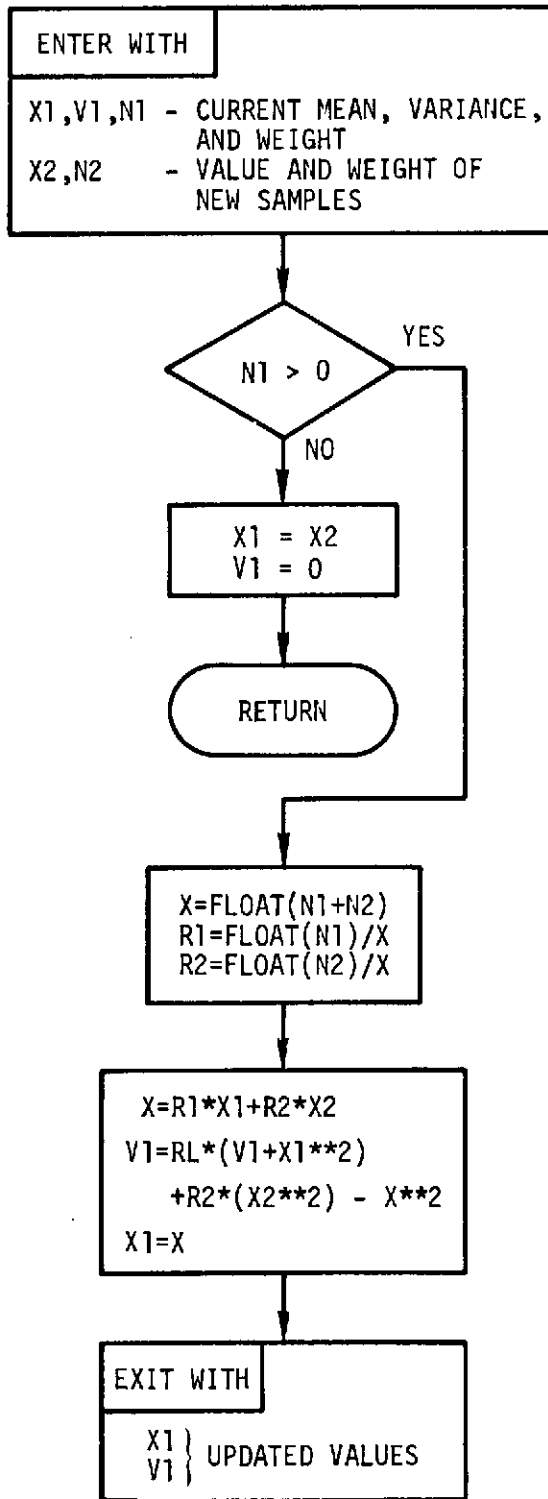 ENTER WITH
X1,V1,N1 - CURRENT MEAN, VARIANCE,
AND WEIGHT
X2,N2 - VALUE AND WEIGHT OF
NEW SAMPLES
YES
N1 > 0
NO
X1 = X2
V1 = 0
RETURN
X=FLOAT(N1+N2)
R1=FLOAT(N1)/X
R2=FLOAT(N2)/X
X=R1*X1+R2*X2
V1=RL*(V1+X1**2)
+R2*(X2**2) - X**2
X1=X
EXIT WITH
X1
V1} UPDATED VALUES